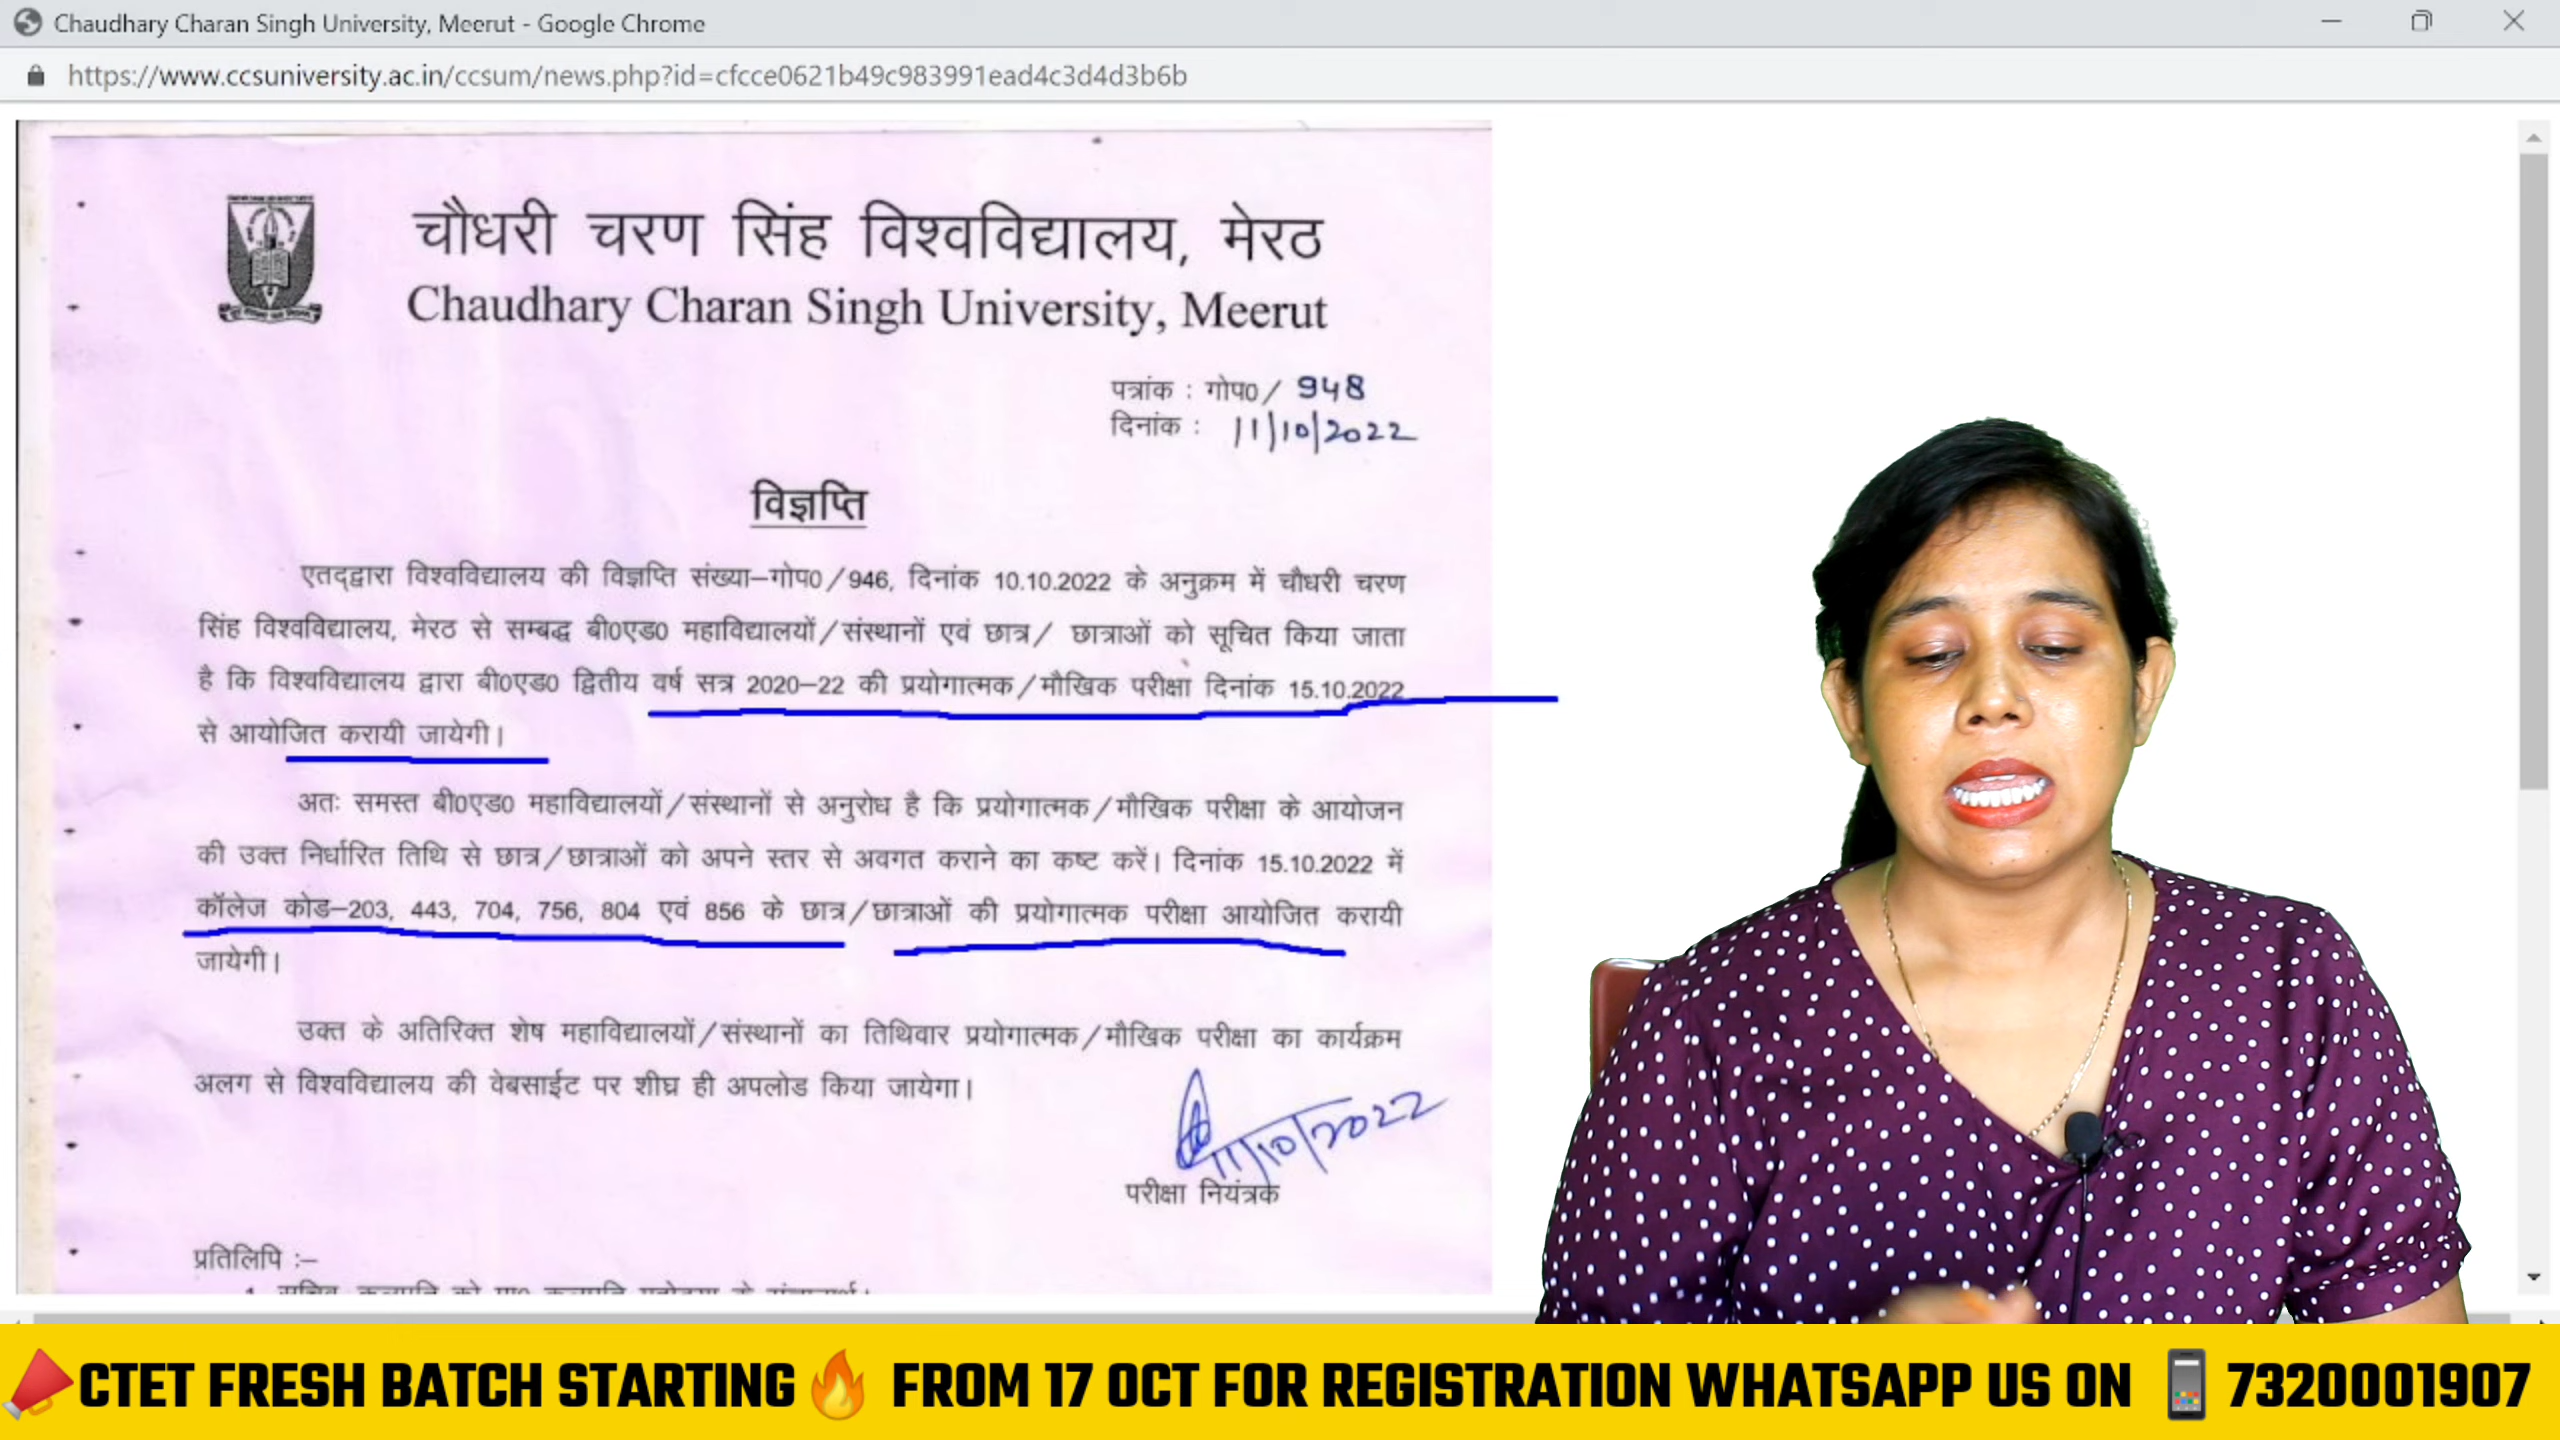 Chaudhary Charan Singh University, Meerut - Google Chrome
https://www.ccsuniversity.ac.in/ccsum/news.php?id=cfcce0621b49c983991ead4c3d4d3b6b
चौधरी चरण सिंह विश्वविद्यालय, मेरठ
Chaudhary Charan Singh University, Meerut
पत्रांक : गोप0/ 948
दिनांक : 11/10/2022
विज्ञप्ति
एतद्द्वारा विश्वविद्यालय की विज्ञप्ति संख्या–गोप0/946, दिनांक 10.10.2022 के अनुक्रम में चौधरी चरण
सिंह विश्वविद्यालय, मेरठ से सम्बद्ध बी0एड0 महाविद्यालयों/संस्थानों एवं छात्र/ छात्राओं को सूचित किया जाता
है कि विश्वविद्यालय द्वारा बी0एड0 द्वितीय वर्ष सत्र 2020–22 की प्रयोगात्मक/मौखिक परीक्षा दिनांक 15.10.2022
से आयोजित करायी जायेगी।
अतः समस्त बी0एड0 महाविद्यालयों/संस्थानों से अनुरोध है कि प्रयोगात्मक/मौखिक परीक्षा के आयोजन
की उक्त निर्धारित तिथि से छात्र/छात्राओं को अपने स्तर से अवगत कराने का कष्ट करें। दिनांक 15.10.2022 में
कॉलेज कोड–203, 443, 704, 756, 804 एवं 856 के छात्र/छात्राओं की प्रयोगात्मक परीक्षा आयोजित करायी
जायेगी।
उक्त के अतिरिक्त शेष महाविद्यालयों/संस्थानों का तिथिवार प्रयोगात्मक/मौखिक परीक्षा का कार्यक्रम
अलग से विश्वविद्यालय की वेबसाईट पर शीघ्र ही अपलोड किया जायेगा।
11/10/2022
परीक्षा नियंत्रक
प्रतिलिपि :–
CTET FRESH BATCH STARTING FROM 17 OCT FOR REGISTRATION WHATSAPP US ON 7320001907